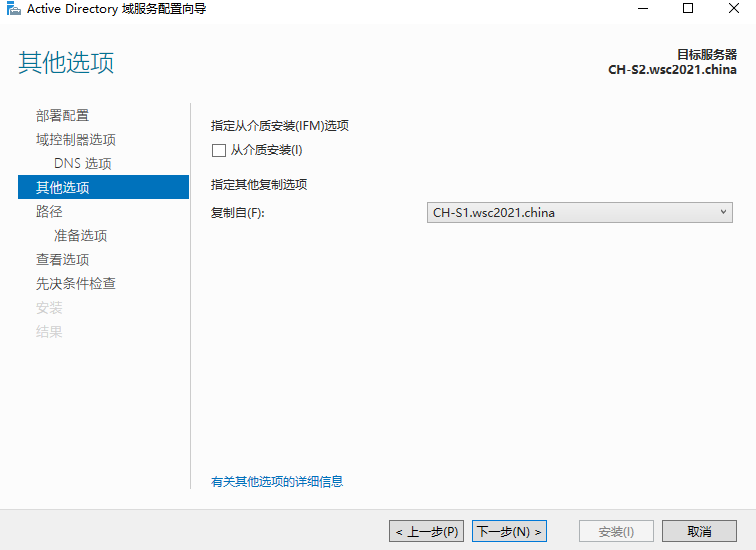 Active Directory 域服务配置向导
其他选项
目标服务器
CH-S2.wsc2021.china
部署配置
域控制器选项
DNS 选项
其他选项
路径
准备选项
查看选项
先决条件检查
安装
结果
指定从介质安装(IFM)选项
从介质安装(I)
指定其他复制选项
复制自(F):
CH-S1.wsc2021.china
有关其他选项的详细信息
< 上一步(P)
下一步(N) >
安装(I)
取消